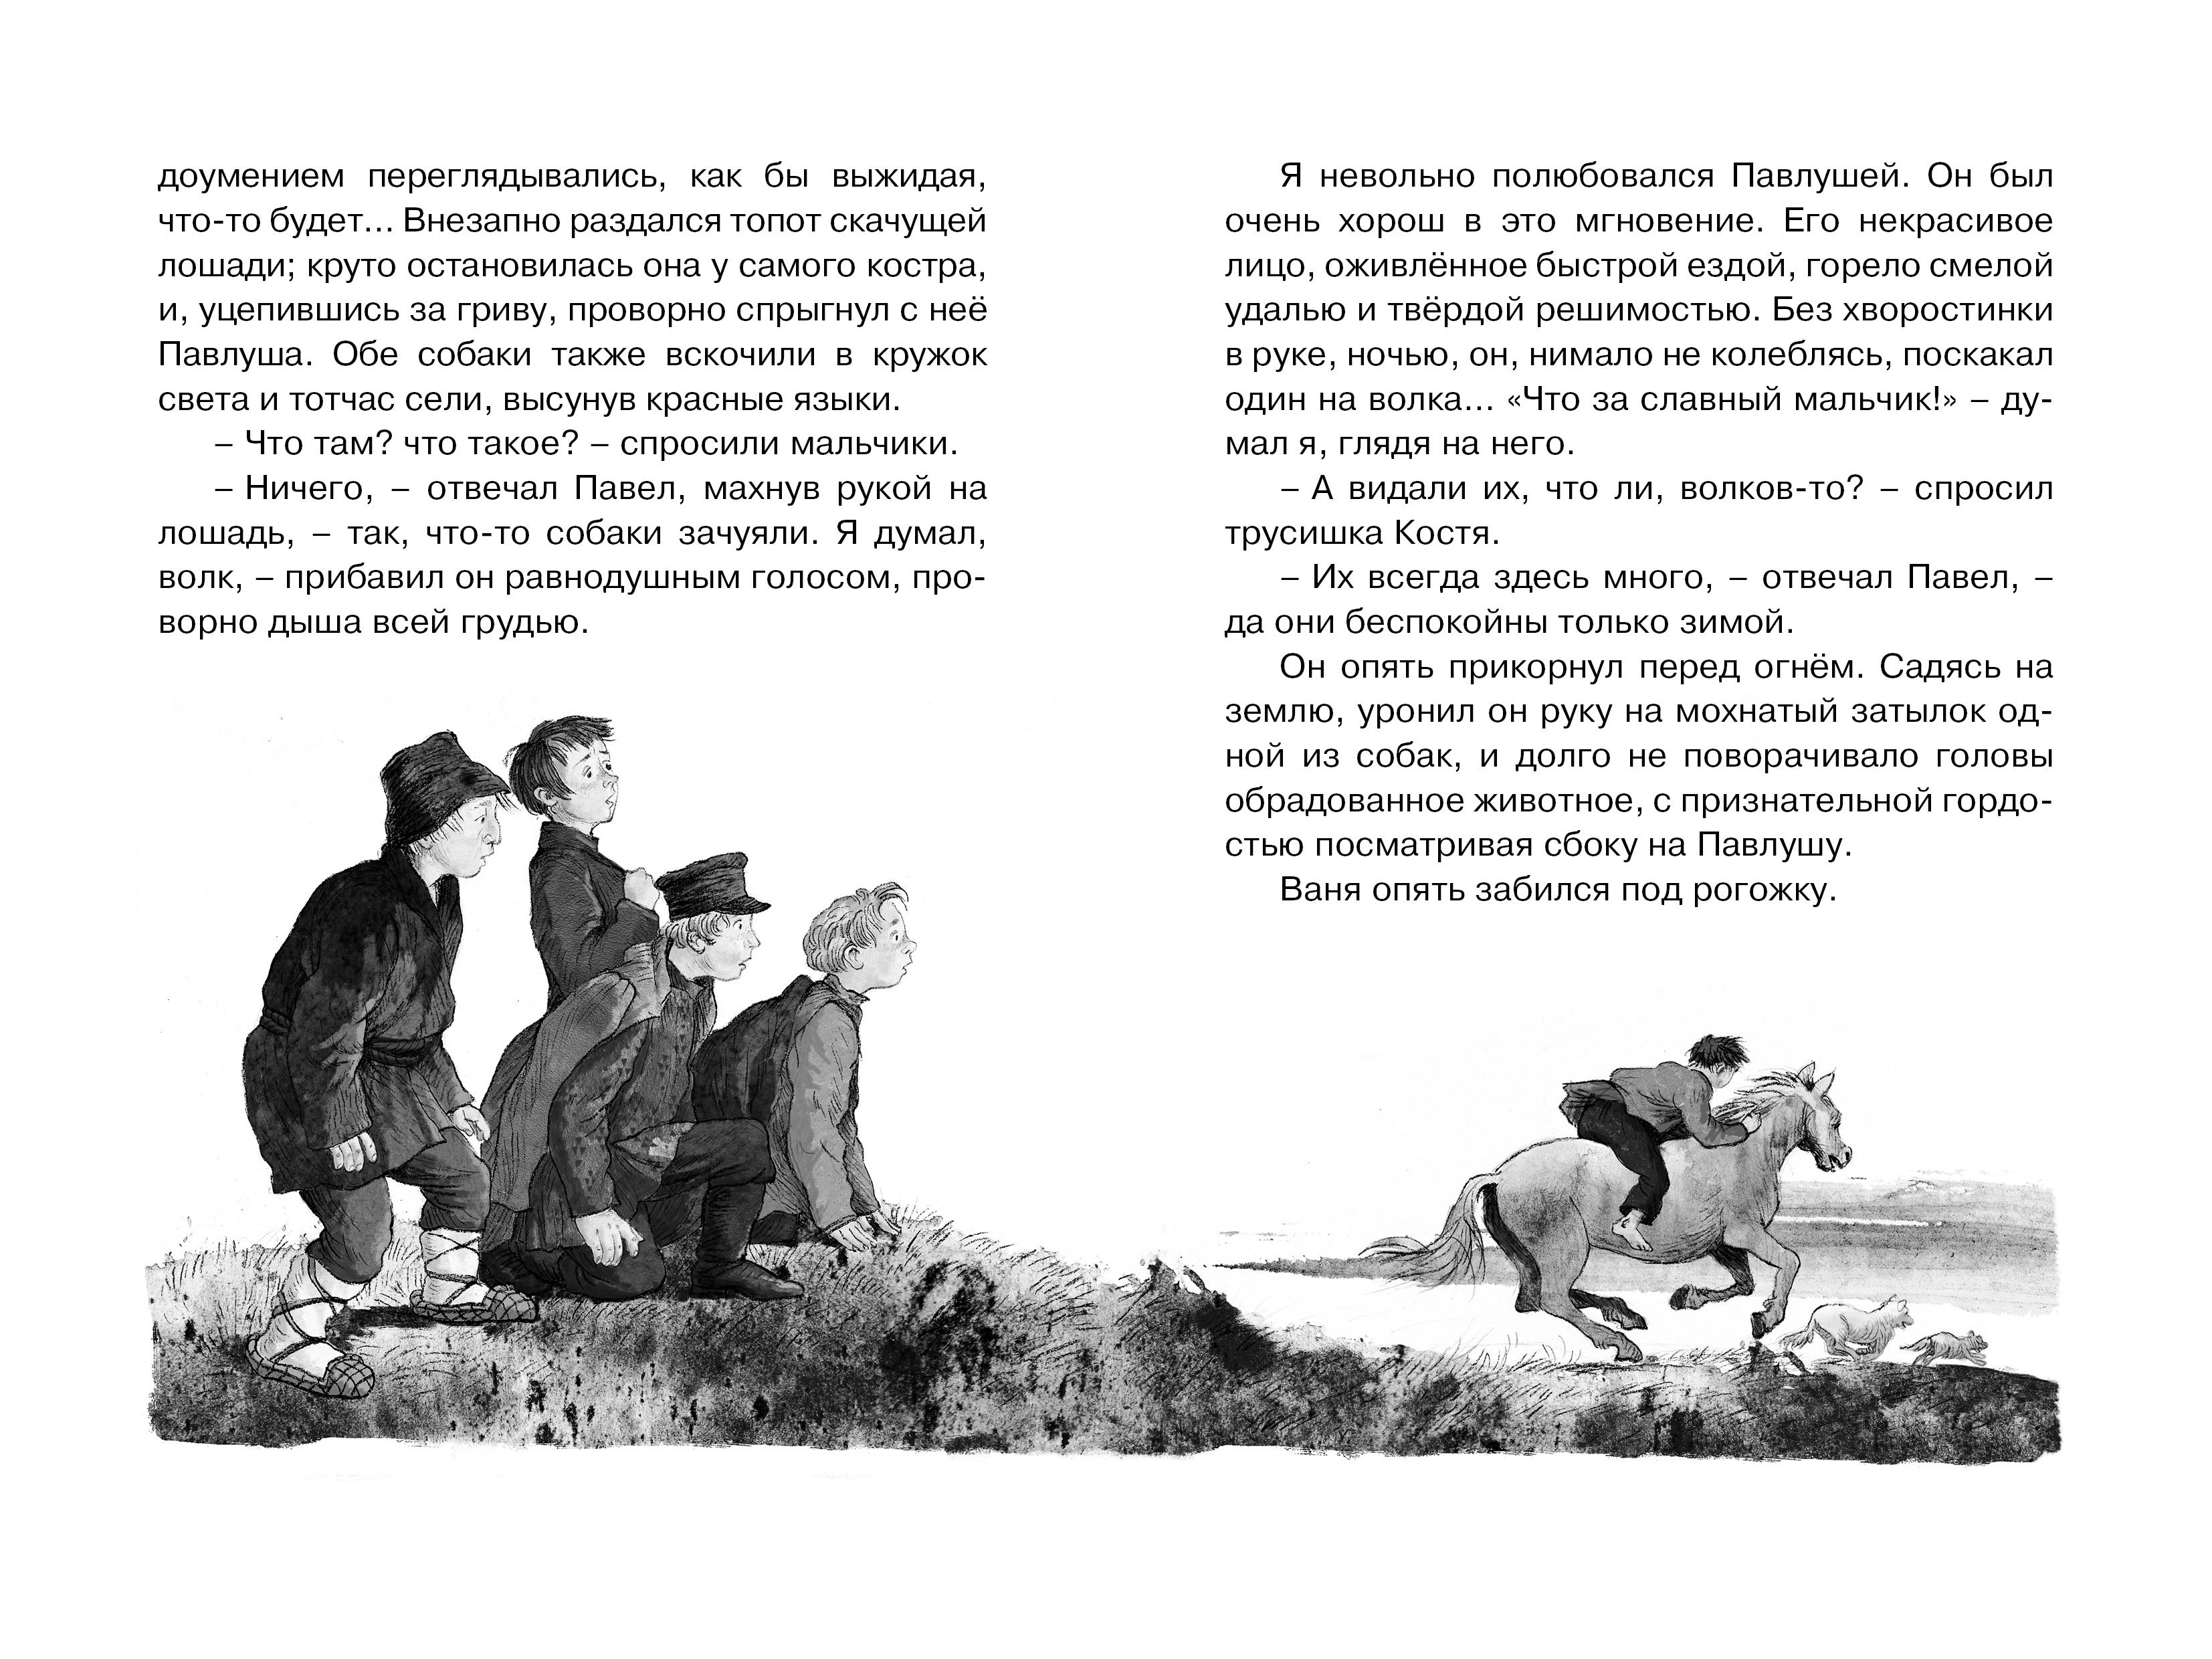 доумением переглядывались, как бы выжидая,
что-то будет... Внезапно раздался топот скачущей
лошади; круто остановилась она у самого костра,
и, уцепившись за гриву, проворно спрыгнул с неё
Павлуша. Обе собаки также вскочили в кружок
света и тотчас сели, высунув красные языки.
– Что там? что такое? – спросили мальчики.
– Ничего, – отвечал Павел, махнув рукой на
лошадь, – так, что-то собаки зачуяли. Я думал,
волк, – прибавил он равнодушным голосом, про-
ворно дыша всей грудью.
Я невольно полюбовался Павлушей. Он был
очень хорош в это мгновение. Его некрасивое
лицо, оживлённое быстрой ездой, горело смелой
удалью и твёрдой решимостью. Без хворостинки
в руке, ночью, он, нимало не колеблясь, поскакал
один на волка... «Что за славный мальчик!» – ду-
мал я, глядя на него.
– А видали их, что ли, волков-то? – спросил
трусишка Костя.
– Их всегда здесь много, – отвечал Павел, –
да они беспокойны только зимой.
Он опять прикорнул перед огнём. Садясь на
землю, уронил он руку на мохнатый затылок од-
ной из собак, и долго не поворачивало головы
обрадованное животное, с признательной гордо-
стью посматривая сбоку на Павлушу.
Ваня опять забился под рогожку.